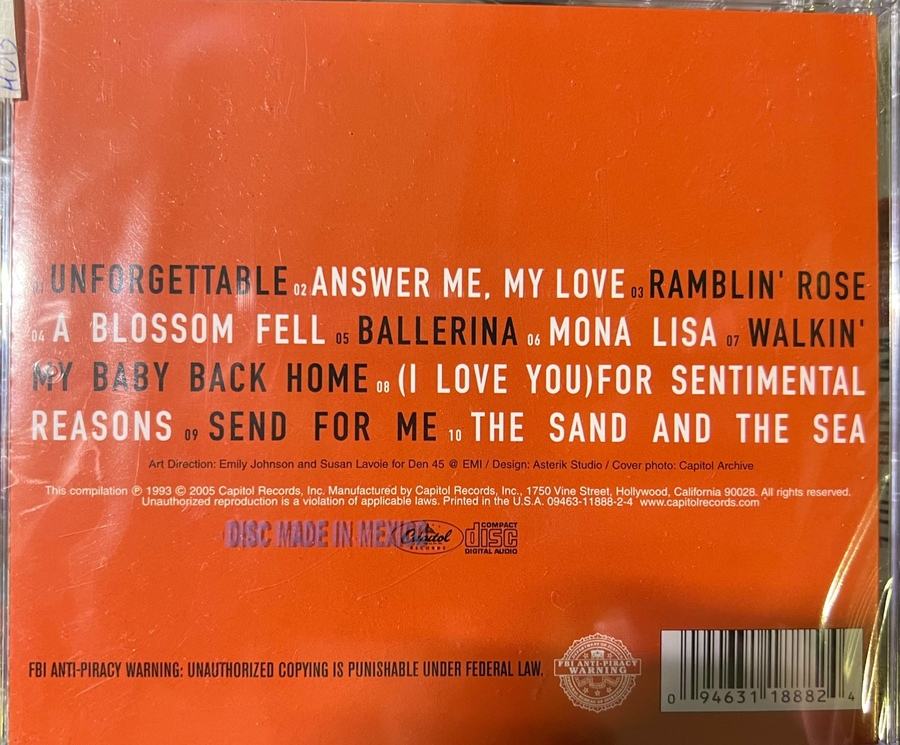 01 UNFORGETTABLE 02 ANSWER ME, MY LOVE 03 RAMBLIN' ROSE
04 A BLOSSOM FELL 05 BALLERINA 06 MONA LISA 07 WALKIN'
MY BABY BACK HOME 08 (I LOVE YOU)FOR SENTIMENTAL
REASONS 09 SEND FOR ME 10 THE SAND AND THE SEA
Art Direction: Emily Johnson and Susan Lavoie for Den 45 @ EMI / Design: Asterik Studio / Cover photo: Capitol Archive
This compilation ℗ 1993 © 2005 Capitol Records, Inc. Manufactured by Capitol Records, Inc., 1750 Vine Street, Hollywood, California 90028. All rights reserved.
Unauthorized reproduction is a violation of applicable laws. Printed in the U.S.A. 09463-11888-2-4 www.capitolrecords.com
DISC MADE IN MEXICO
Capitol
RECORDS
COMPACT
disc
DIGITAL AUDIO
FBI ANTI-PIRACY WARNING: UNAUTHORIZED COPYING IS PUNISHABLE UNDER FEDERAL LAW.
FBI ANTI-PIRACY
WARNING
0 94631 18882 4